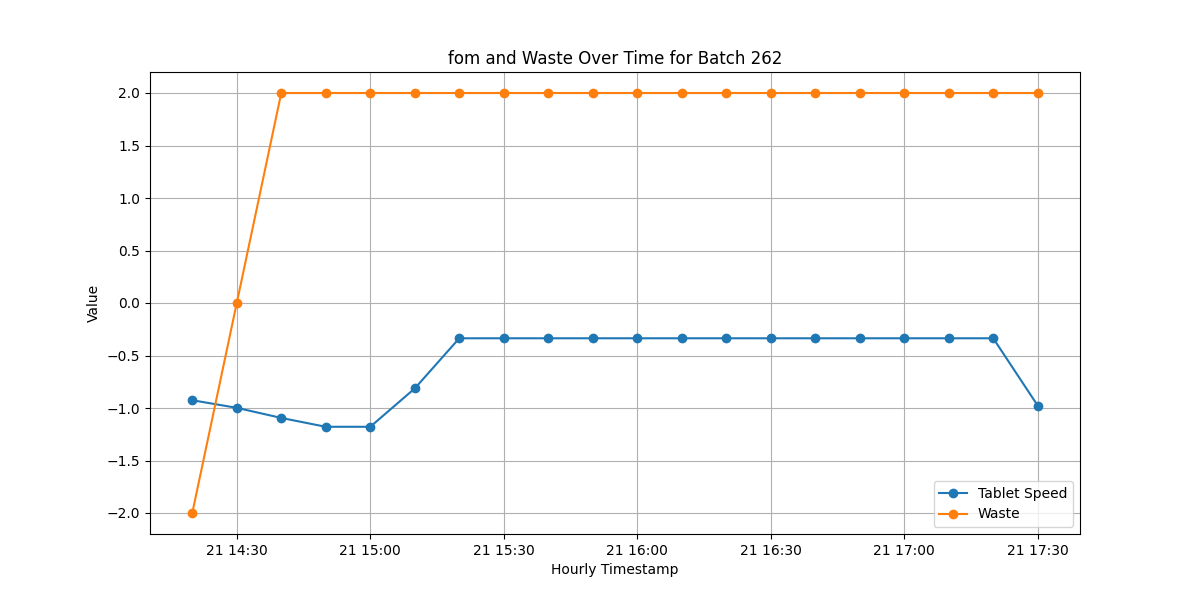 fom and Waste Over Time for Batch 262
Value
2.0
1.5
1.0
0.5
0.0
−0.5
−1.0
−1.5
−2.0
Tablet Speed
Waste
21 14:30 21 15:00 21 15:30 21 16:00 21 16:30 21 17:00 21 17:30
Hourly Timestamp